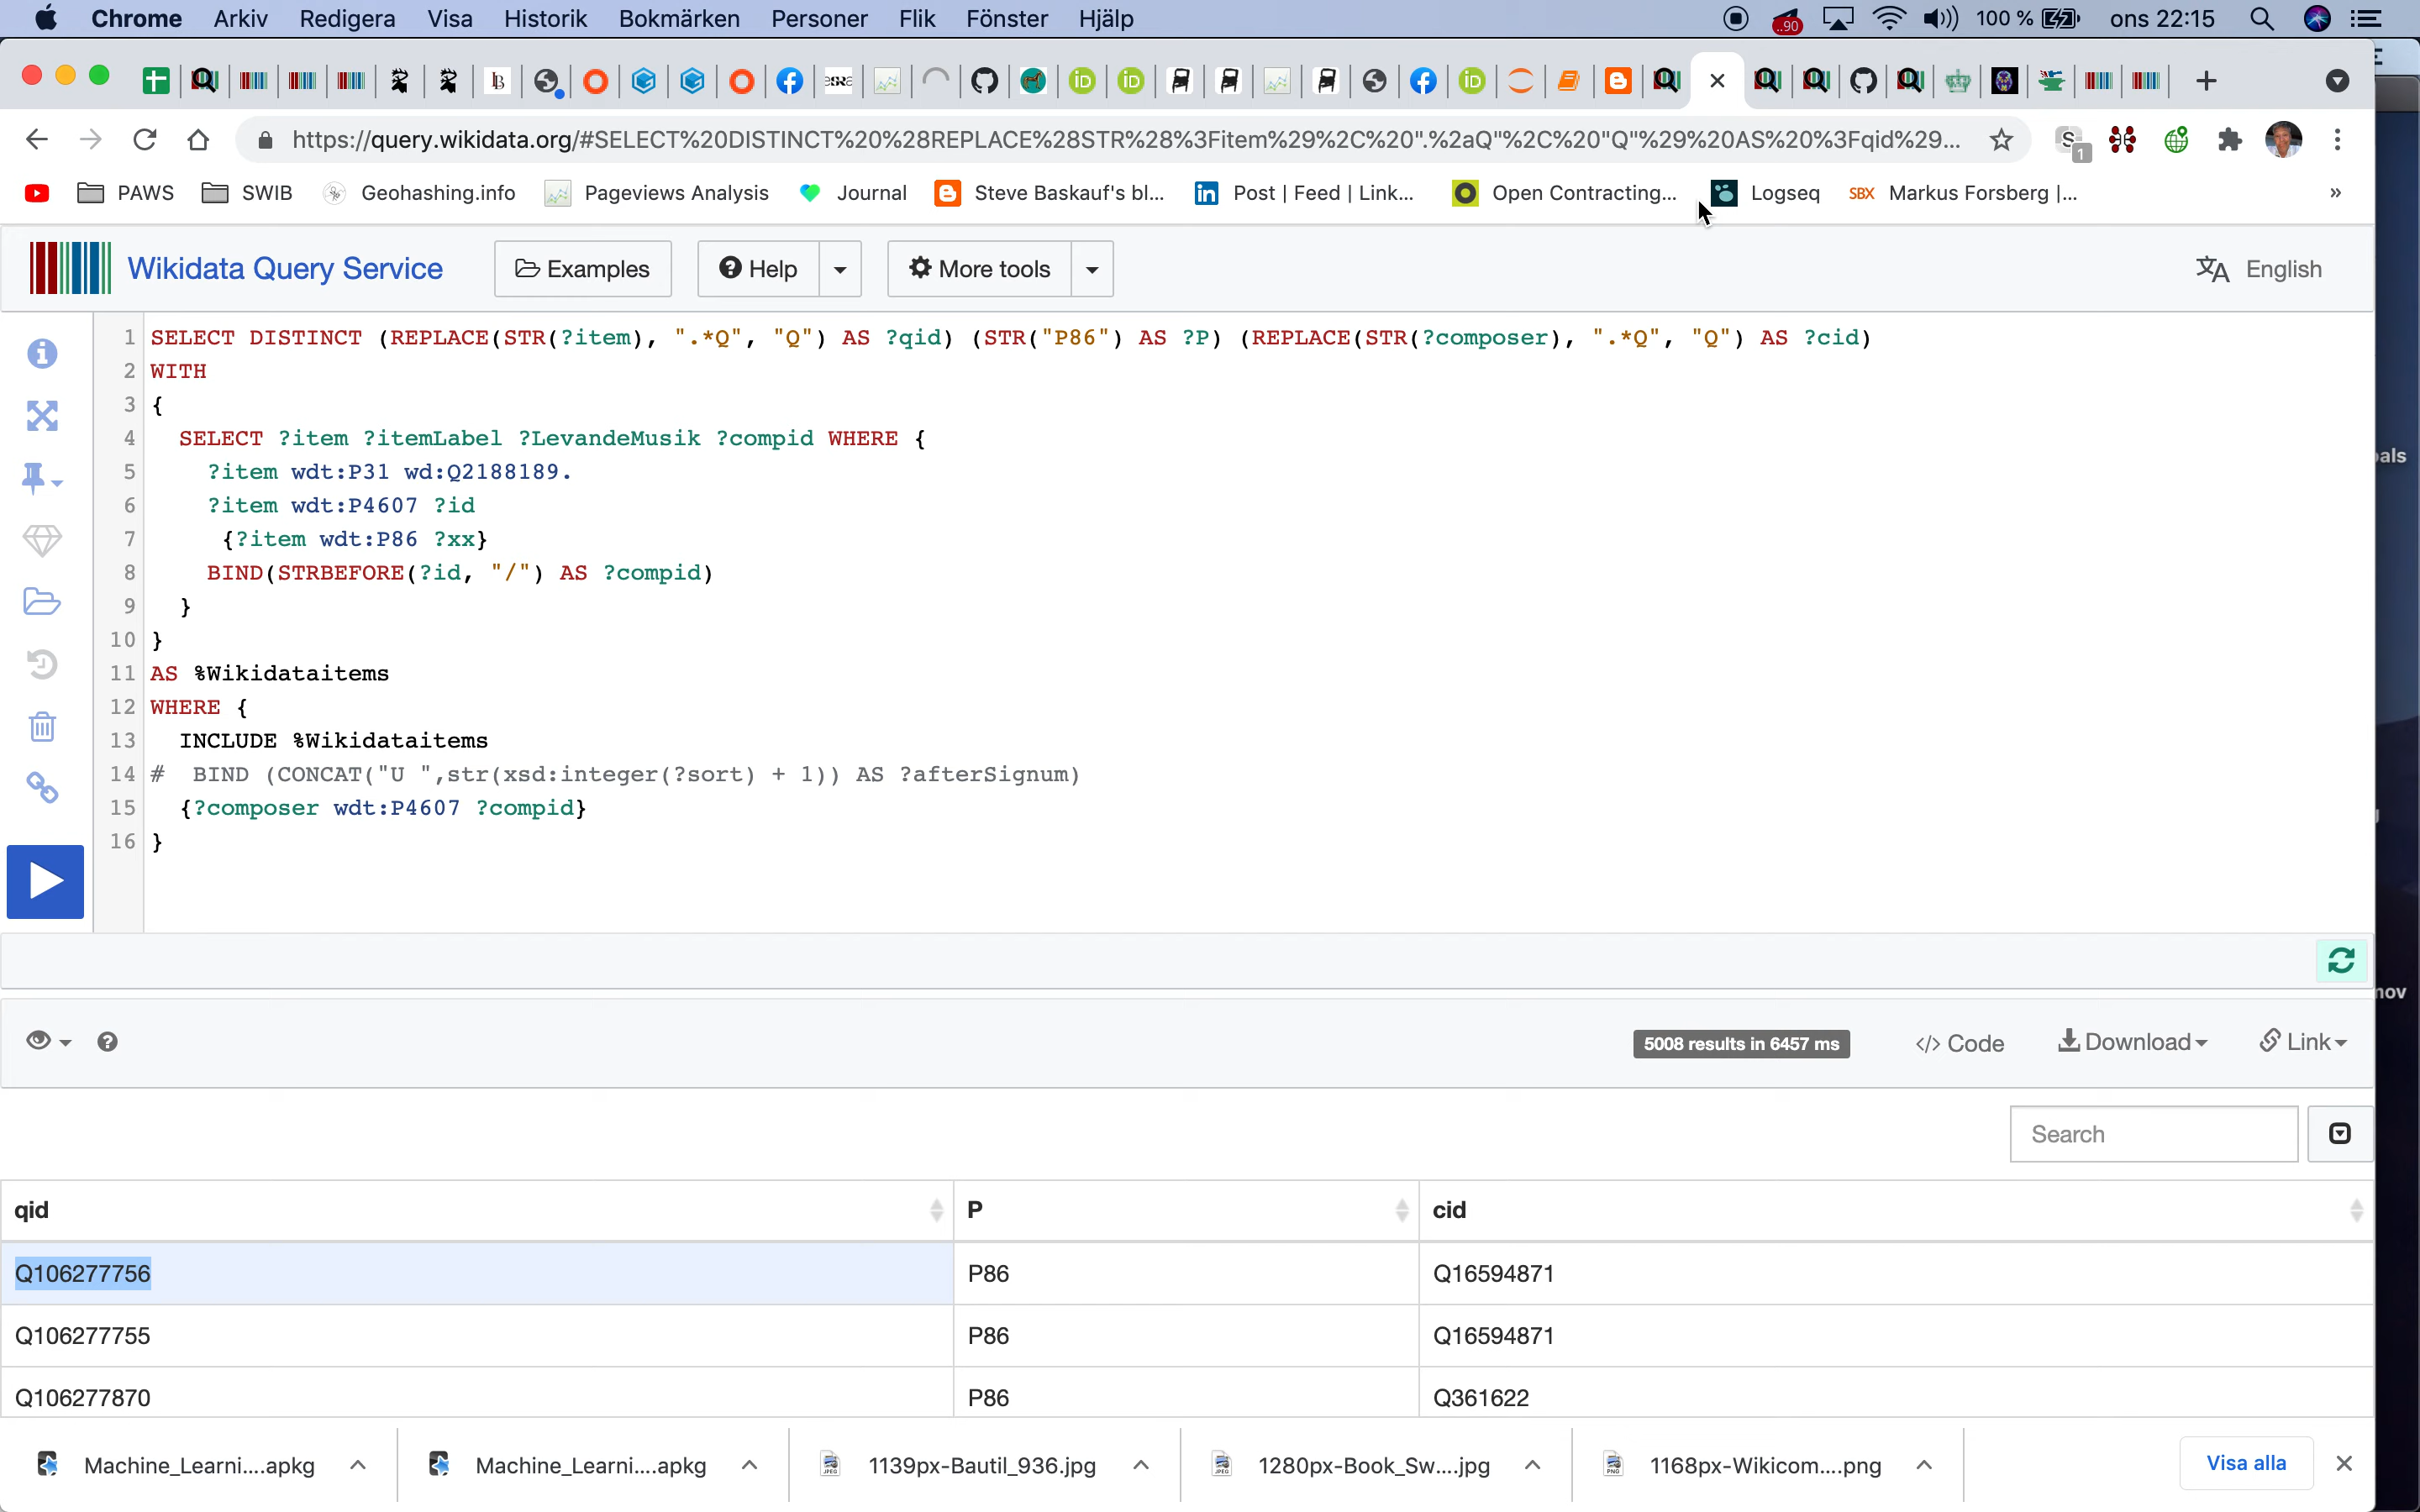 Chrome Arkiv Redigera Visa Historik Bokmärken Personer Flik Fönster Hjälp ..90 100 % ons 22:15
https://query.wikidata.org/#SELECT%20DISTINCT%20%28REPLACE%28STR%28%3Fitem%29%2C%20".%2aQ"%2C%20"Q"%29%20AS%20%3Fqid%29... S 1
PAWS SWIB Geohashing.info Pageviews Analysis Journal Steve Baskauf's bl... Post | Feed | Link... Open Contracting... Logseq SBX Markus Forsberg |... »
Wikidata Query Service Examples Help More tools English
1 SELECT DISTINCT (REPLACE(STR(?item), ".*Q", "Q") AS ?qid) (STR("P86") AS ?P) (REPLACE(STR(?composer), ".*Q", "Q") AS ?cid)
2 WITH
3 {
4 SELECT ?item ?itemLabel ?LevandeMusik ?compid WHERE {
5 ?item wdt:P31 wd:Q2188189.
6 ?item wdt:P4607 ?id
7 {?item wdt:P86 ?xx}
8 BIND(STRBEFORE(?id, "/") AS ?compid)
9 }
10 }
11 AS %Wikidataitems
12 WHERE {
13 INCLUDE %Wikidataitems
14 # BIND (CONCAT("U ",str(xsd:integer(?sort) + 1)) AS ?afterSignum)
15 {?composer wdt:P4607 ?compid}
16 }
5008 results in 6457 ms </> Code Download Link
Search
qid P cid
Q106277756 P86 Q16594871
Q106277755 P86 Q16594871
Q106277870 P86 Q361622
Machine_Learni....apkg Machine_Learni....apkg 1139px-Bautil_936.jpg 1280px-Book_Sw....jpg 1168px-Wikicom....png Visa alla